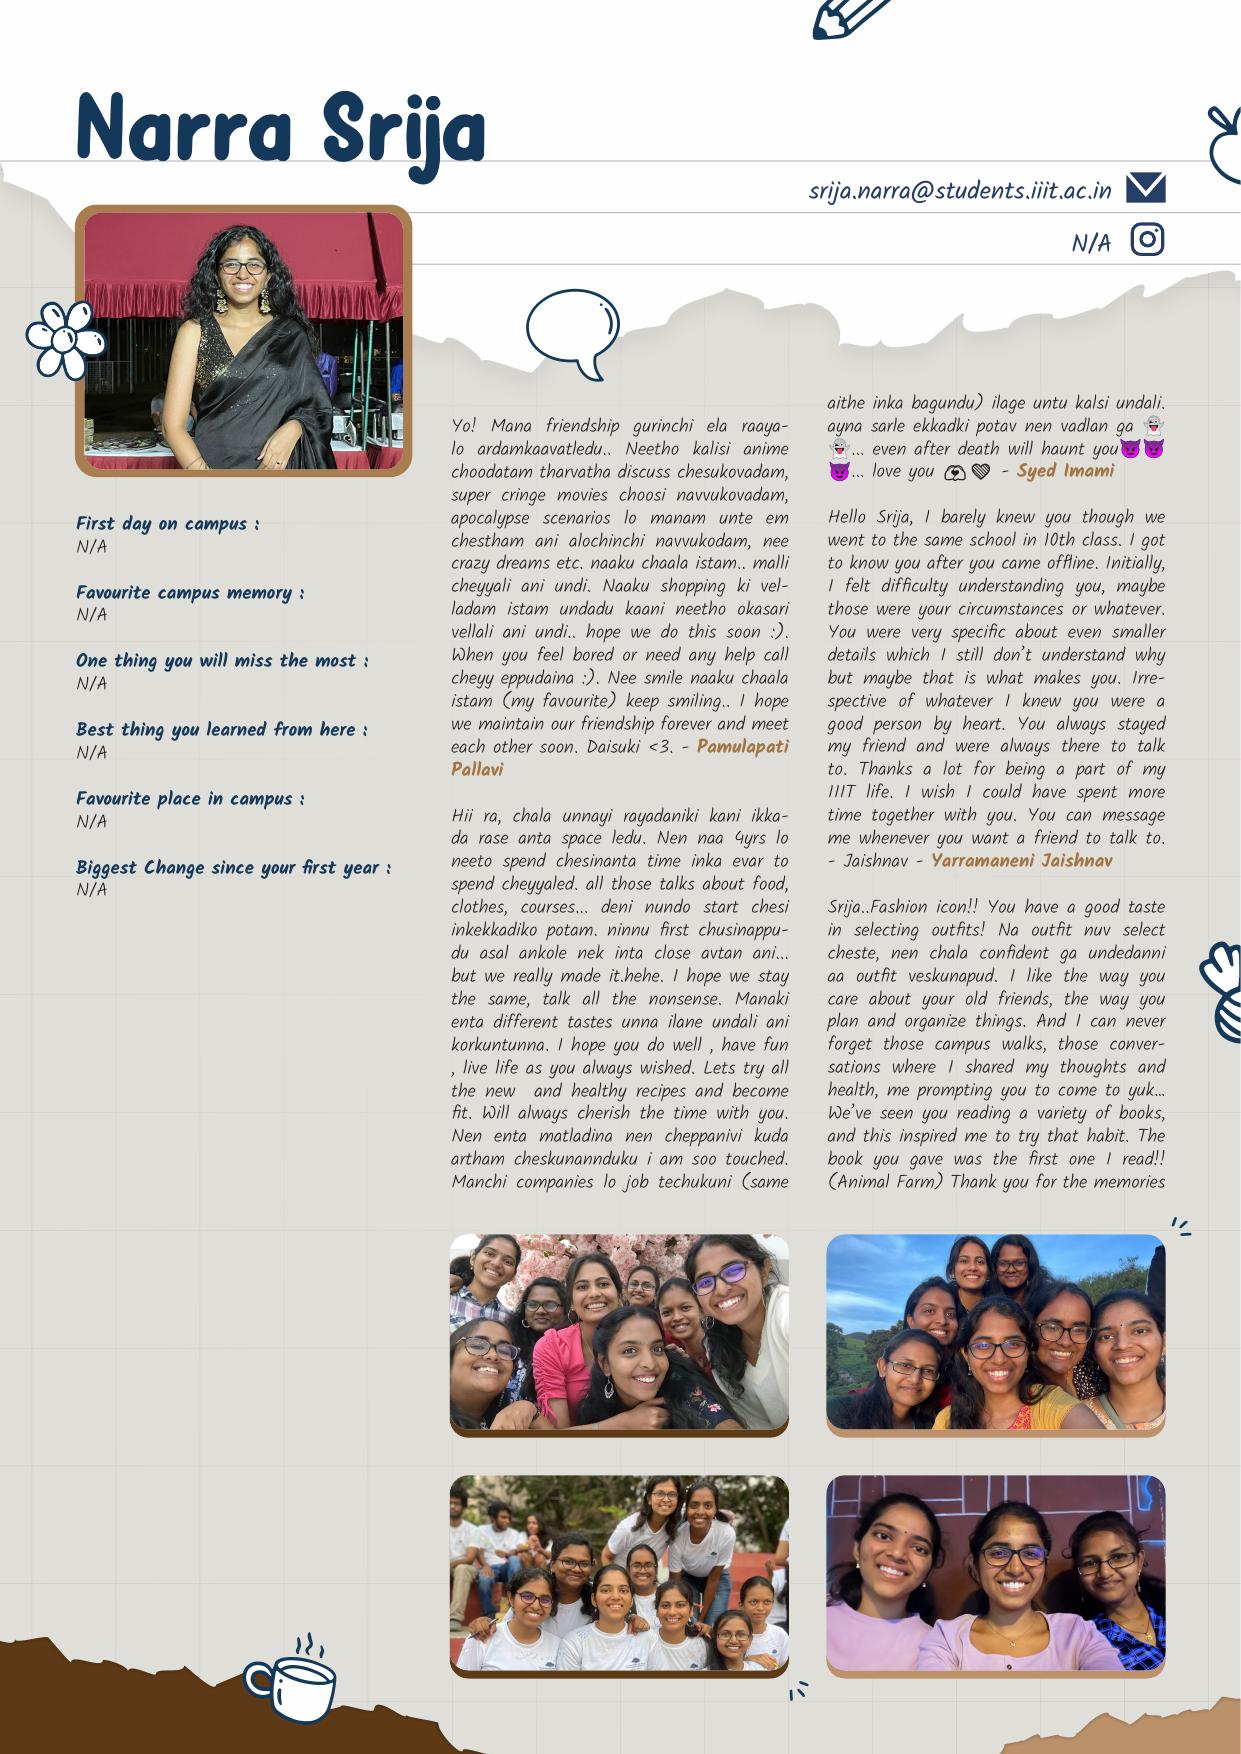 Narra Srija
srija.narra@students.iiit.ac.in
N/A
First day on campus :
N/A
Favourite campus memory :
N/A
One thing you will miss the most :
N/A
Best thing you learned from here :
N/A
Favourite place in campus :
N/A
Biggest Change since your first year :
N/A
Yo! Mana friendship gurinchi ela raaya-
lo ardamkaavatledu.. Neetho kalisi anime
choodatam tharvatha discuss chesukovadam,
super cringe movies choosi navvukovadam,
apocalypse scenarios lo manam unte em
chestham ani alochinchi navvukodam, nee
crazy dreams etc. naaku chaala istam.. malli
cheyyali ani undi. Naaku shopping ki vel-
ladam istam undadu kaani neetho okasari
vellali ani undi.. hope we do this soon :).
When you feel bored or need any help call
cheyy eppudaina :). Nee smile naaku chaala
istam (my favourite) keep smiling.. I hope
we maintain our friendship forever and meet
each other soon. Daisuki <3. - Pamulapati
Pallavi
Hii ra, chala unnayi rayadaniki kani ikka-
da rase anta space ledu. Nen naa 4yrs lo
neeto spend chesinanta time inka evar to
spend cheyyaled. all those talks about food,
clothes, courses... deni nundo start chesi
inkekkadiko potam. ninnu first chusinappu-
du asal ankole nek inta close avtan ani...
but we really made it.hehe. I hope we stay
the same, talk all the nonsense. Manaki
enta different tastes unna ilane undali ani
korkuntunna. I hope you do well , have fun
, live life as you always wished. Lets try all
the new and healthy recipes and become
fit. Will always cherish the time with you.
Nen enta matladina nen cheppanivi kuda
artham cheskunannduku i am soo touched.
Manchi companies lo job techukuni (same
aithe inka bagundu) ilage untu kalsi undali.
ayna sarle ekkadki potav nen vadlan ga 👻
👻... even after death will haunt you😈😈
😈... love you 🫶💗 - Syed Imami
Hello Srija, I barely knew you though we
went to the same school in 10th class. I got
to know you after you came offline. Initially,
I felt difficulty understanding you, maybe
those were your circumstances or whatever.
You were very specific about even smaller
details which I still don't understand why
but maybe that is what makes you. Irre-
spective of whatever I knew you were a
good person by heart. You always stayed
my friend and were always there to talk
to. Thanks a lot for being a part of my
IIIT life. I wish I could have spent more
time together with you. You can message
me whenever you want a friend to talk to.
- Jaishnav - Yarramaneni Jaishnav
Srija..Fashion icon!! You have a good taste
in selecting outfits! Na outfit nuv select
cheste, nen chala confident ga undedanni
aa outfit veskunapud. I like the way you
care about your old friends, the way you
plan and organize things. And I can never
forget those campus walks, those conver-
sations where I shared my thoughts and
health, me prompting you to come to yuk...
We've seen you reading a variety of books,
and this inspired me to try that habit. The
book you gave was the first one I read!!
(Animal Farm) Thank you for the memories